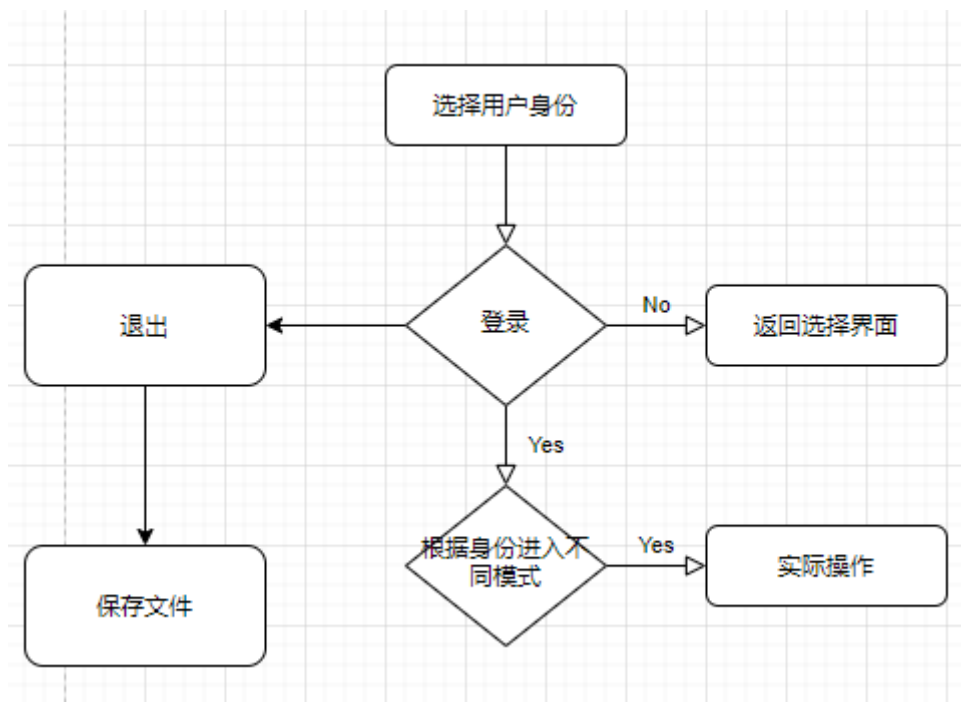 选择用户身份
退出
登录
No
返回选择界面
Yes
根据身份进入不
同模式
Yes
实际操作
保存文件